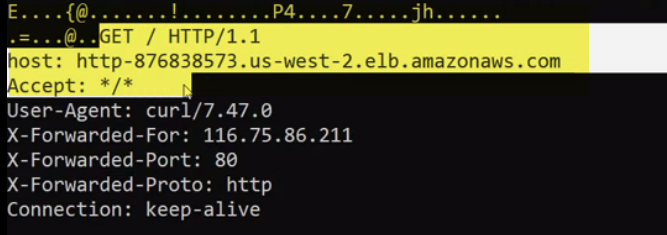 E....{@.......!........P4....7.....jh......
.=...@..GET / HTTP/1.1
host: http-876838573.us-west-2.elb.amazonaws.com
Accept: */*
User-Agent: curl/7.47.0
X-Forwarded-For: 116.75.86.211
X-Forwarded-Port: 80
X-Forwarded-Proto: http
Connection: keep-alive